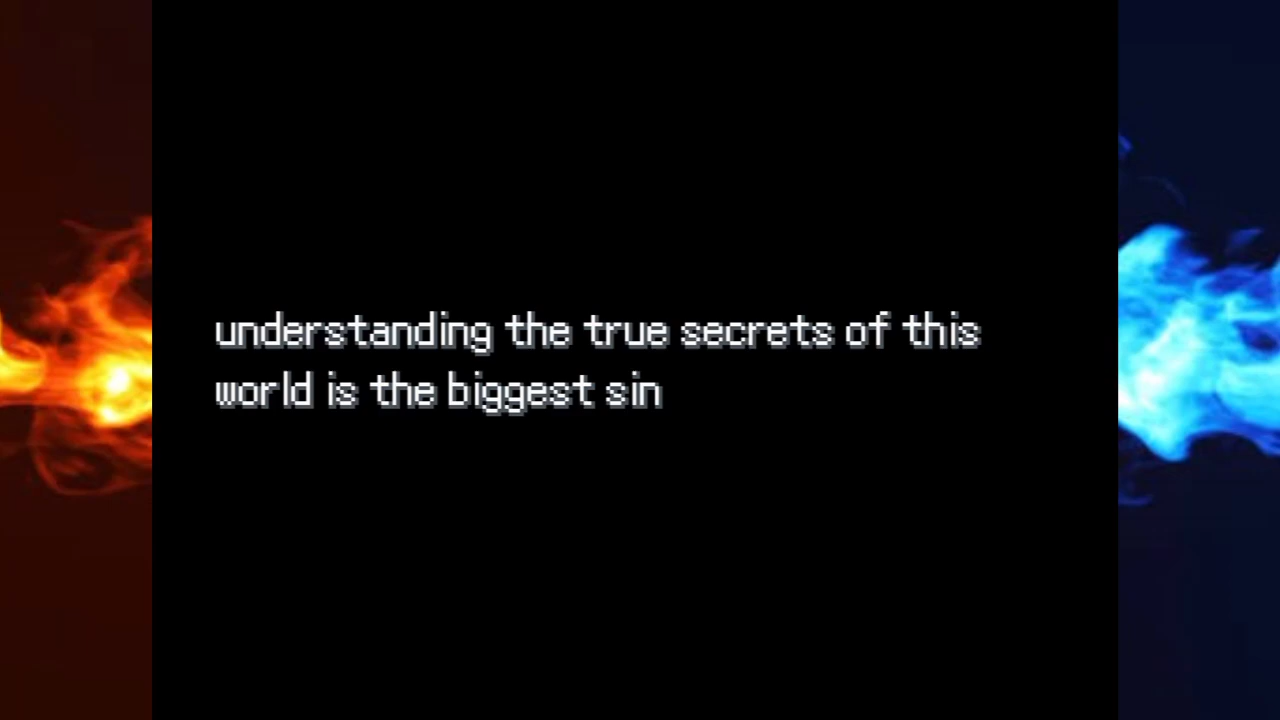 understanding the true secrets of this
world is the biggest sin